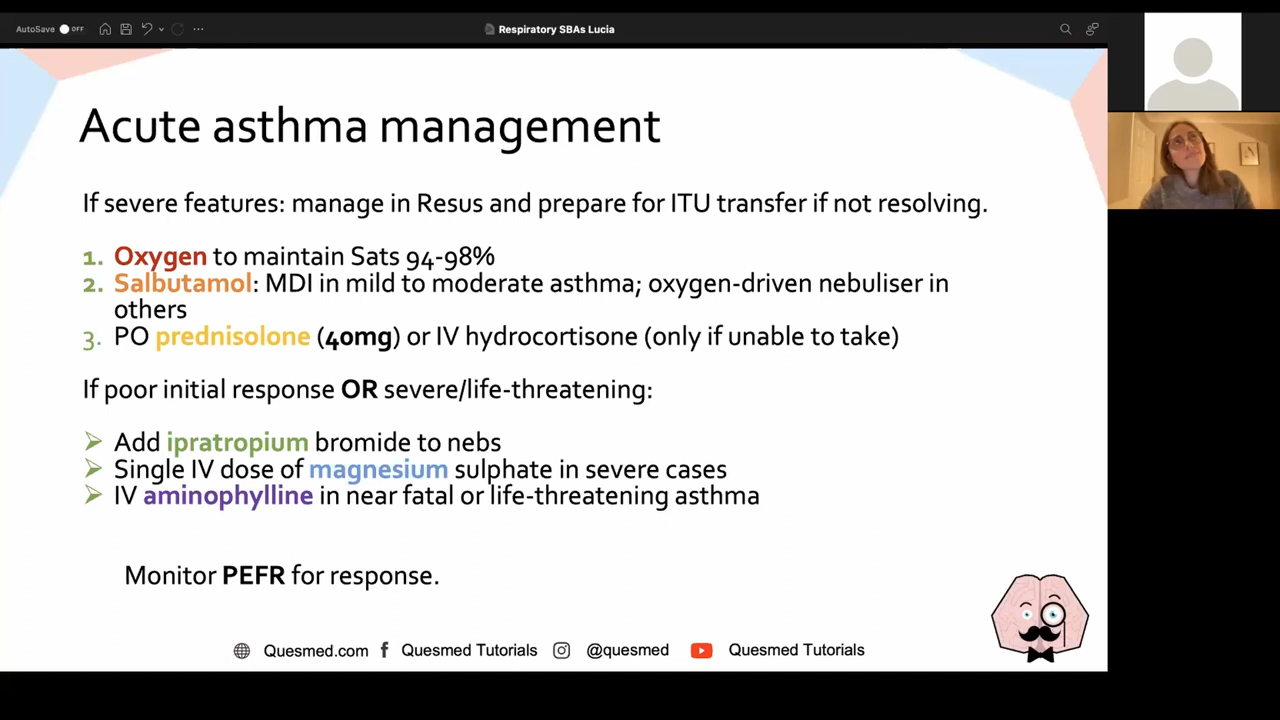 AutoSave OFF
Respiratory SBAs Lucia
Acute asthma management
If severe features: manage in Resus and prepare for ITU transfer if not resolving.
1. Oxygen to maintain Sats 94-98%
2. Salbutamol: MDI in mild to moderate asthma; oxygen-driven nebuliser in
others
3. PO prednisolone (40mg) or IV hydrocortisone (only if unable to take)
If poor initial response OR severe/life-threatening:
Add ipratropium bromide to nebs
Single IV dose of magnesium sulphate in severe cases
IV aminophylline in near fatal or life-threatening asthma
Monitor PEFR for response.
Quesmed.com Quesmed Tutorials @quesmed Quesmed Tutorials